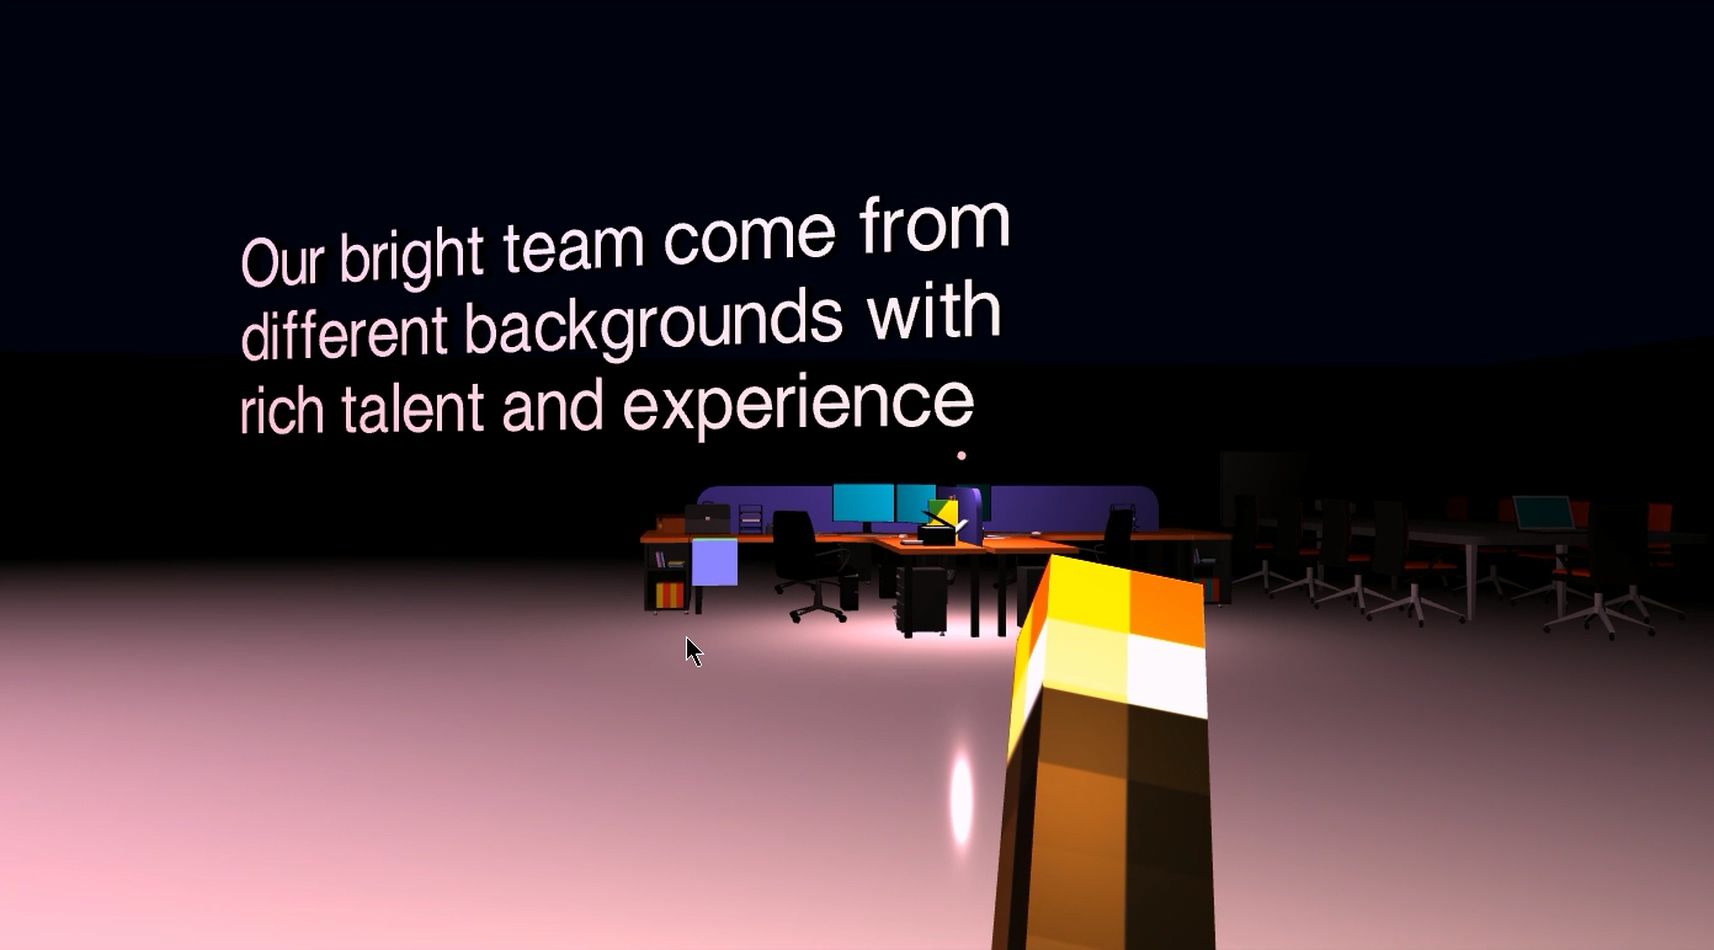 Our bright team come from
different backgrounds with
rich talent and experience